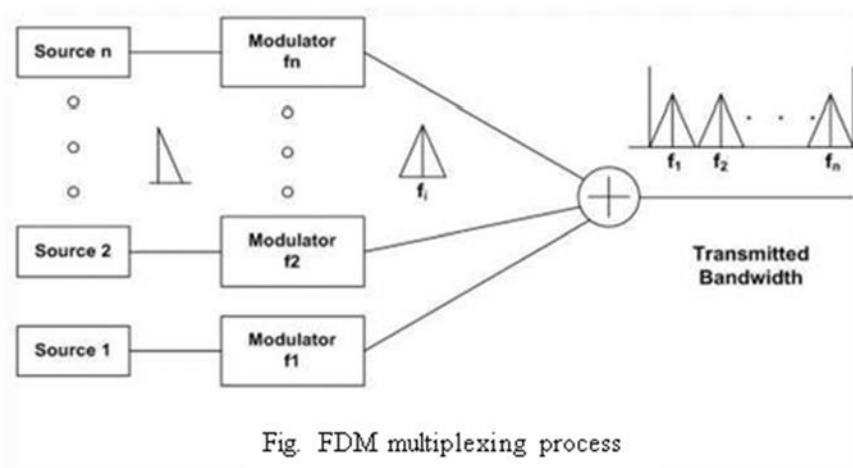 Source n
Modulator
fn
f1
f2
fn
fi
Source 2
Modulator
f2
Transmitted
Bandwidth
Source 1
Modulator
f1
Fig. FDM multiplexing process